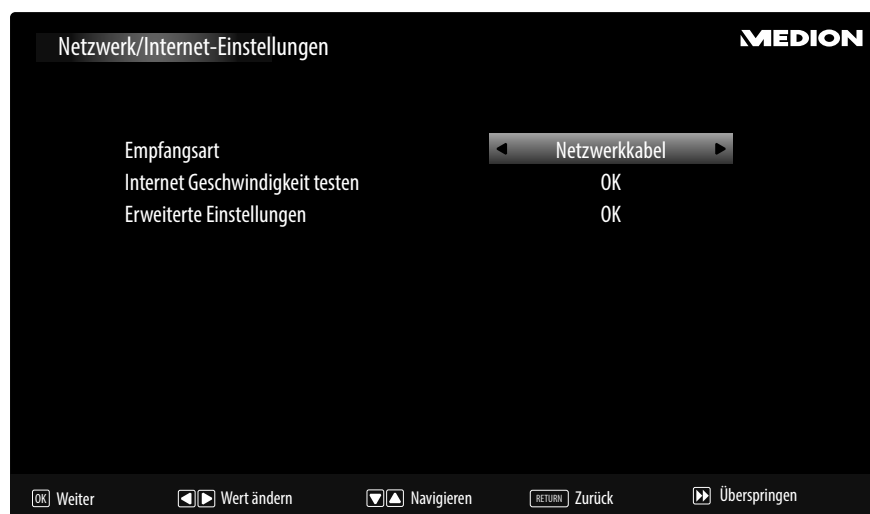 Netzwerk/Internet-Einstellungen MEDION
Empfangsart Netzwerkkabel
Internet Geschwindigkeit testen OK
Erweiterte Einstellungen OK
OK Weiter Wert ändern Navigieren RETURN Zurück Überspringen